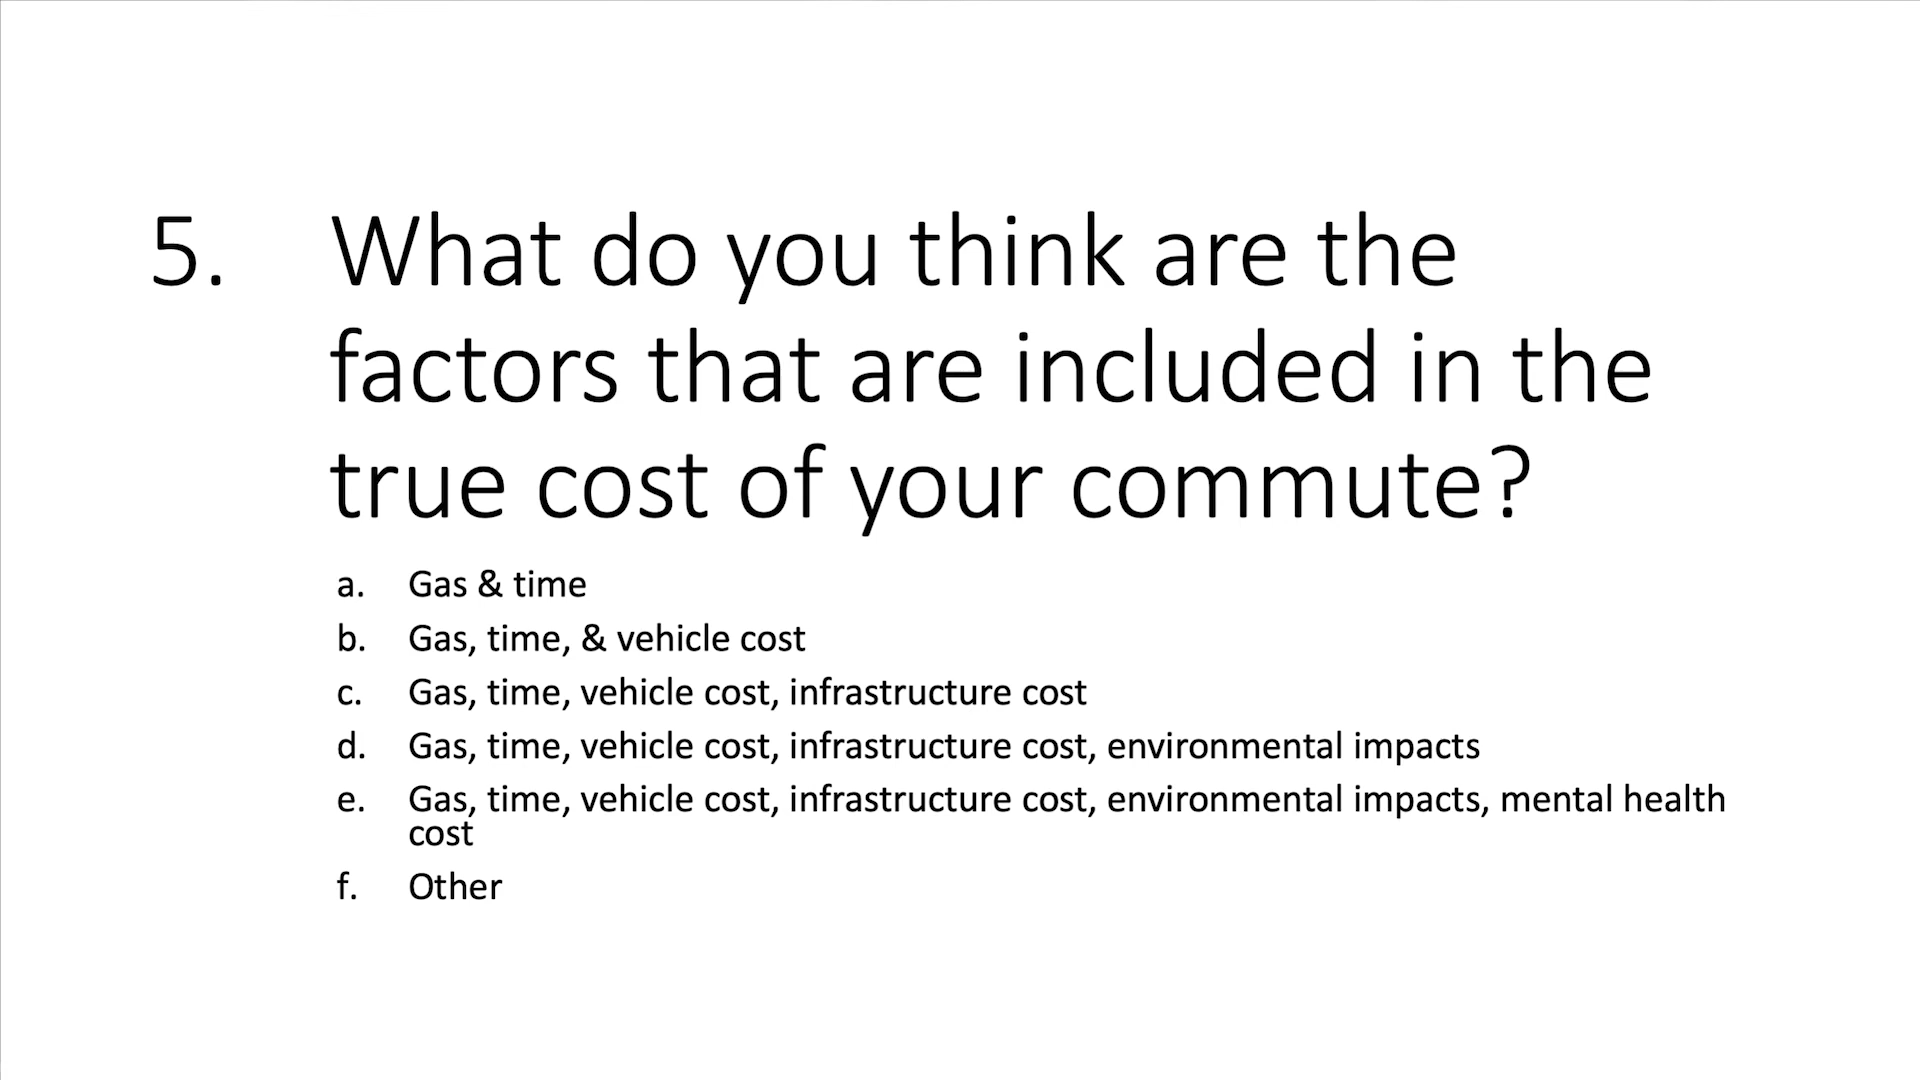 5. What do you think are the
factors that are included in the
true cost of your commute?
a. Gas & time
b. Gas, time, & vehicle cost
c. Gas, time, vehicle cost, infrastructure cost
d. Gas, time, vehicle cost, infrastructure cost, environmental impacts
e. Gas, time, vehicle cost, infrastructure cost, environmental impacts, mental health
cost
f. Other